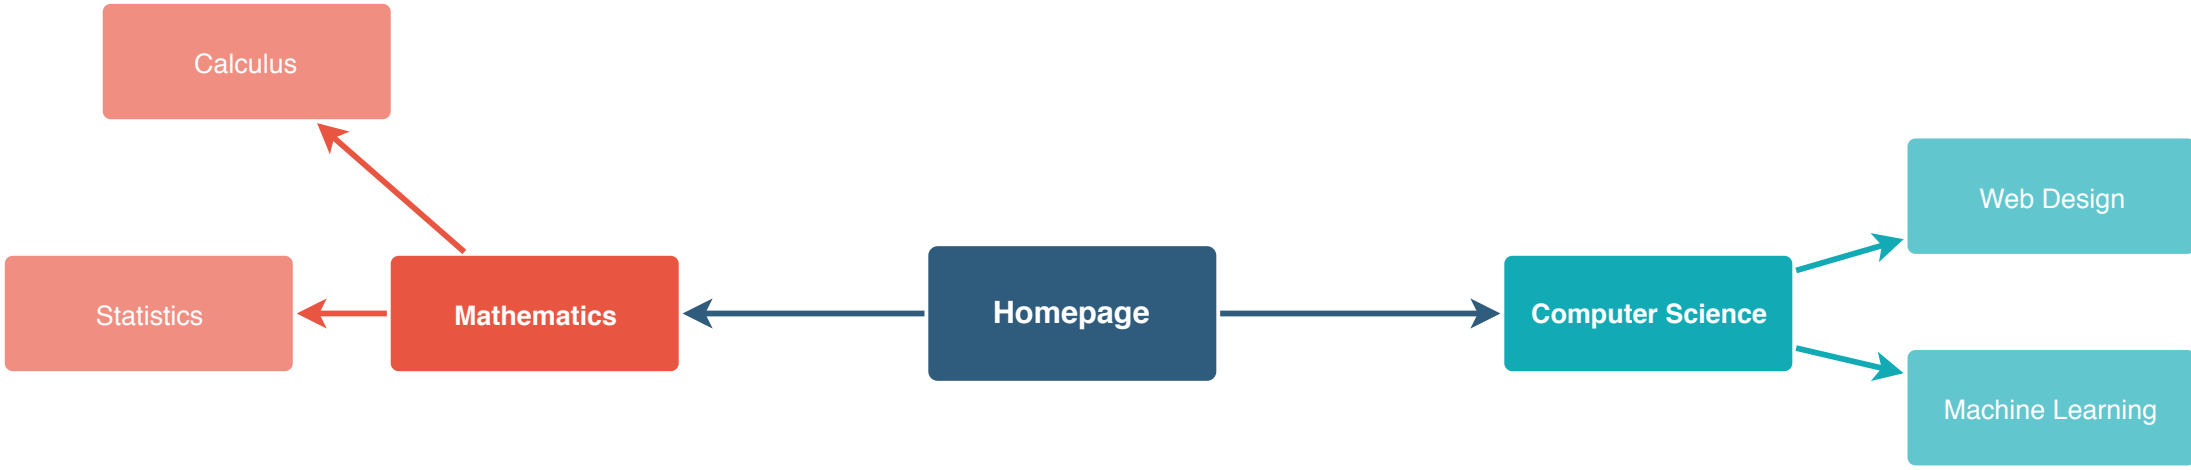 Calculus
Statistics
Mathematics
Homepage
Computer Science
Web Design
Machine Learning